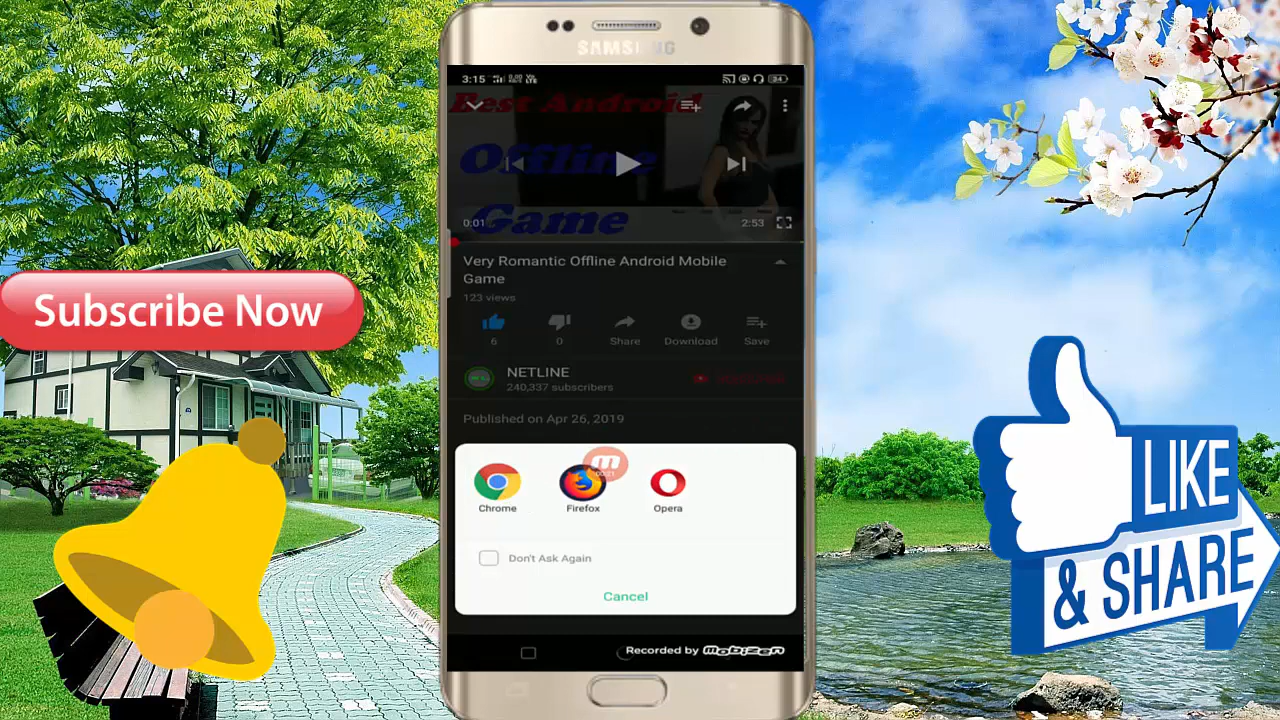 SAMSUNG
3:15
34
Best Android
Offline
Game
0:01
2:53
Very Romantic Offline Android Mobile
Game
123 views
6
0
Share
Download
Save
NETLINE
240,337 subscribers
Published on Apr 26, 2019
Chrome
Firefox
Opera
Don't Ask Again
Cancel
Recorded by mobizen
Subscribe Now
LIKE
& SHARE